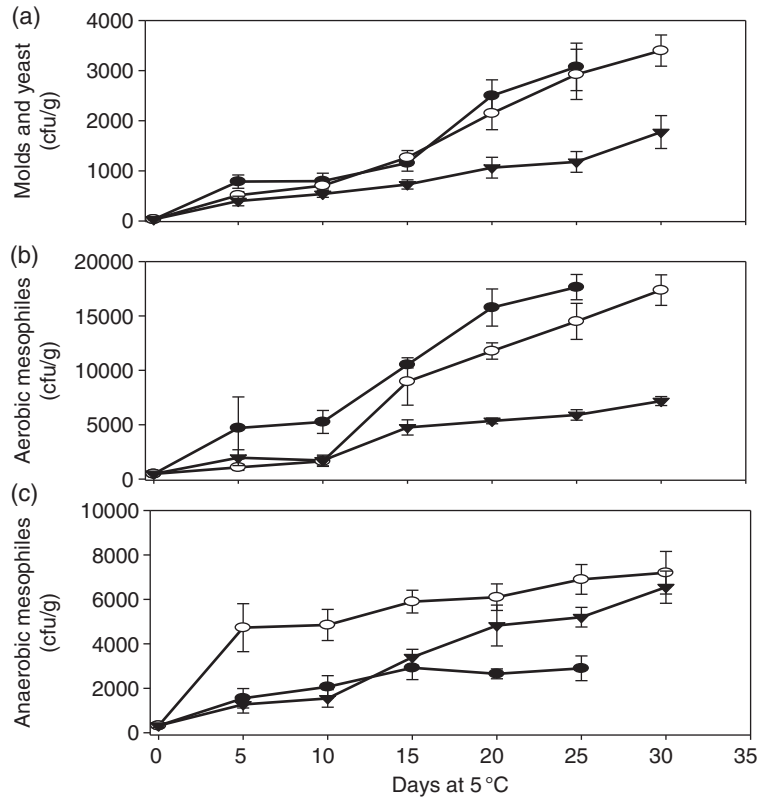 (a)
Molds and yeast
(cfu/g)
4000
3000
2000
1000
0
(b)
Aerobic mesophiles
(cfu/g)
20000
15000
10000
5000
0
(c)
Anaerobic mesophiles
(cfu/g)
10000
8000
6000
4000
2000
0
0 5 10 15 20 25 30 35
Days at 5 °C